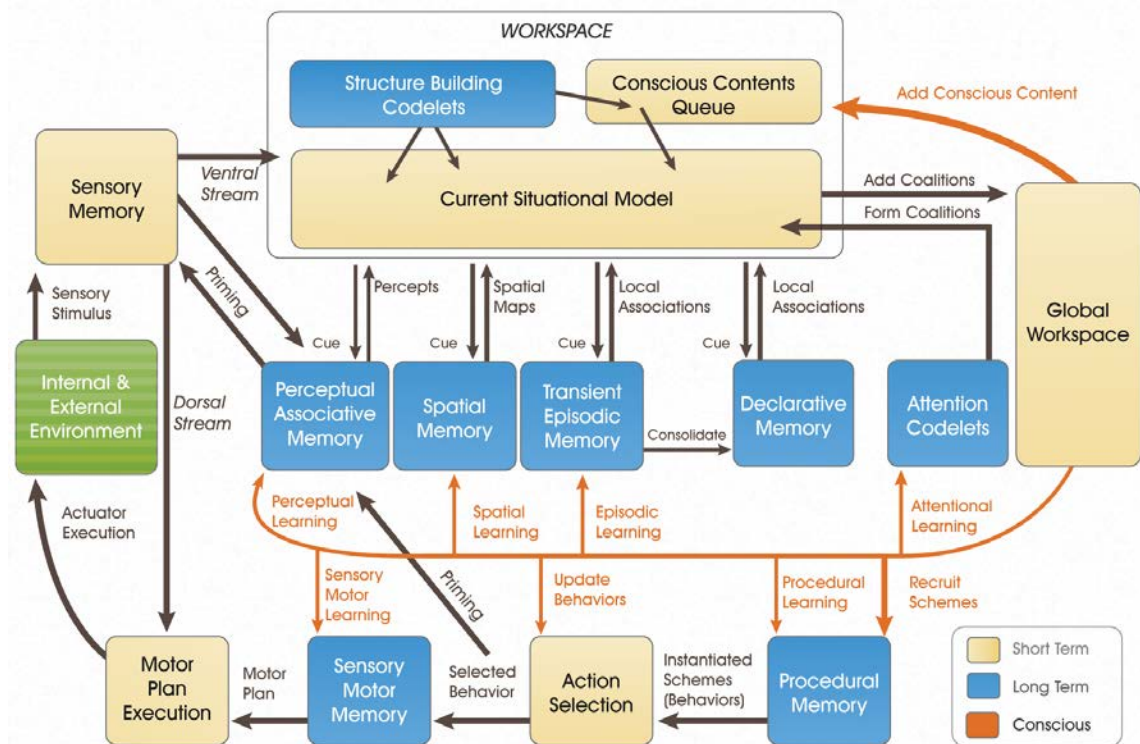 WORKSPACE
Structure Building
Codelets
Conscious Contents
Queue
Add Conscious Content
Sensory
Memory
Ventral
Stream
Current Situational Model
Add Coalitions
Form Coalitions
Global
Workspace
Priming
Sensory
Stimulus
Percepts
Spatial
Maps
Local
Associations
Local
Associations
Cue
Cue
Cue
Cue
Internal &
External
Environment
Dorsal
Stream
Perceptual
Associative
Memory
Spatial
Memory
Transient
Episodic
Memory
Consolidate
Declarative
Memory
Attention
Codelets
Actuator
Execution
Perceptual
Learning
Spatial
Learning
Episodic
Learning
Attentional
Learning
Sensory
Motor
Learning
Priming
Update
Behaviors
Procedural
Learning
Recruit
Schemes
Motor
Plan
Execution
Motor
Plan
Sensory
Motor
Memory
Selected
Behavior
Action
Selection
Instantiated
Schemes
(Behaviors)
Procedural
Memory
Short Term
Long Term
Conscious